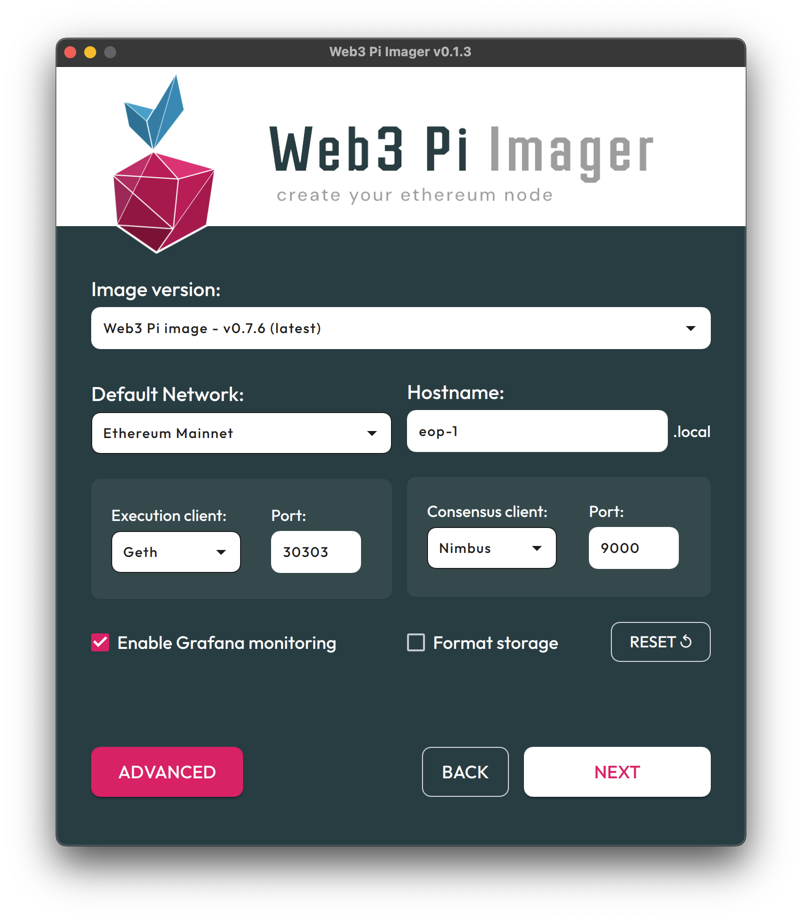 Web3 Pi Imager v0.1.3
Web3 Pi Imager
create your ethereum node
Image version:
Web3 Pi image - v0.7.6 (latest)
Default Network:
Ethereum Mainnet
Hostname:
eop-1
.local
Execution client:
Port:
Geth
30303
Consensus client:
Port:
Nimbus
9000
Enable Grafana monitoring
Format storage
RESET
ADVANCED
BACK
NEXT